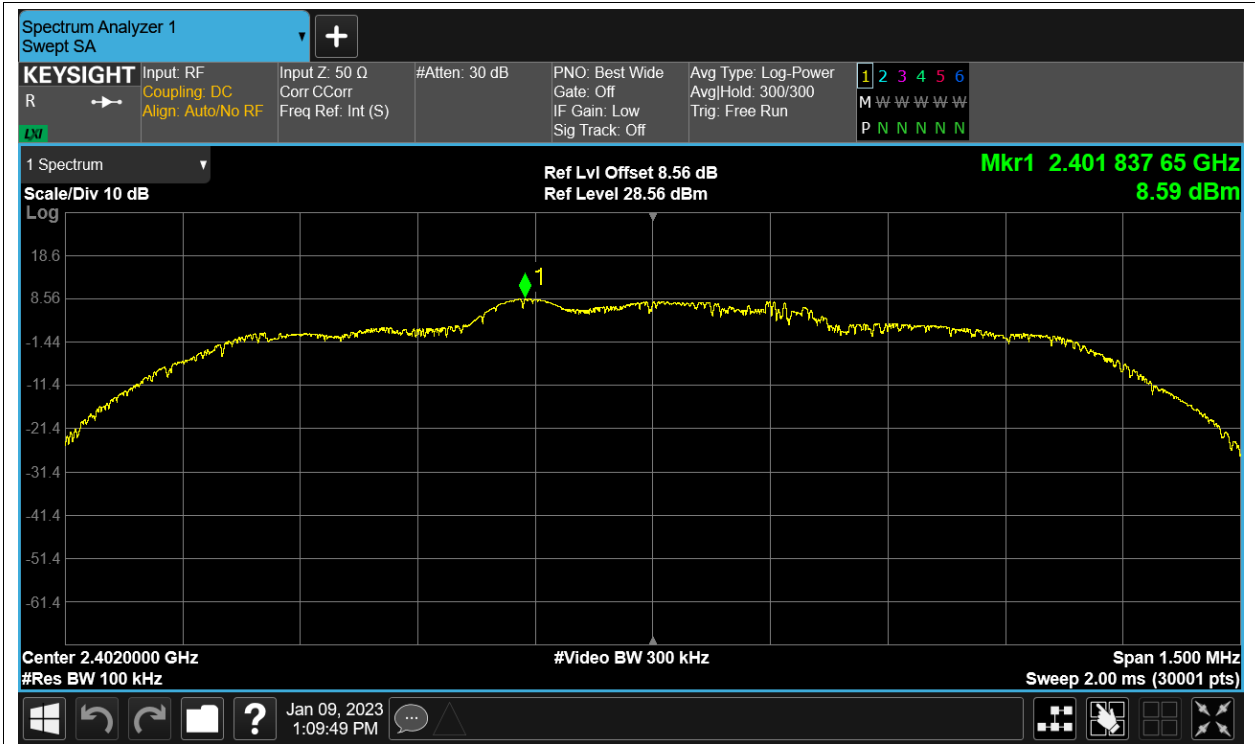 Spectrum Analyzer 1
Swept SA
KEYSIGHT
R
LXI
Input: RF
Coupling: DC
Align: Auto/No RF
Input Z: 50 Ω
Corr CCorr
Freq Ref: Int (S)
#Atten: 30 dB
PNO: Best Wide
Gate: Off
IF Gain: Low
Sig Track: Off
Avg Type: Log-Power
Avg|Hold: 300/300
Trig: Free Run
1 2 3 4 5 6
M W W W W W
P N N N N N
1 Spectrum
Scale/Div 10 dB
Ref Lvl Offset 8.56 dB
Ref Level 28.56 dBm
Mkr1 2.401 837 65 GHz
8.59 dBm
Log
18.6
8.56
-1.44
-11.4
-21.4
-31.4
-41.4
-51.4
-61.4
1
Center 2.4020000 GHz
#Res BW 100 kHz
#Video BW 300 kHz
Span 1.500 MHz
Sweep 2.00 ms (30001 pts)
?
Jan 09, 2023
1:09:49 PM